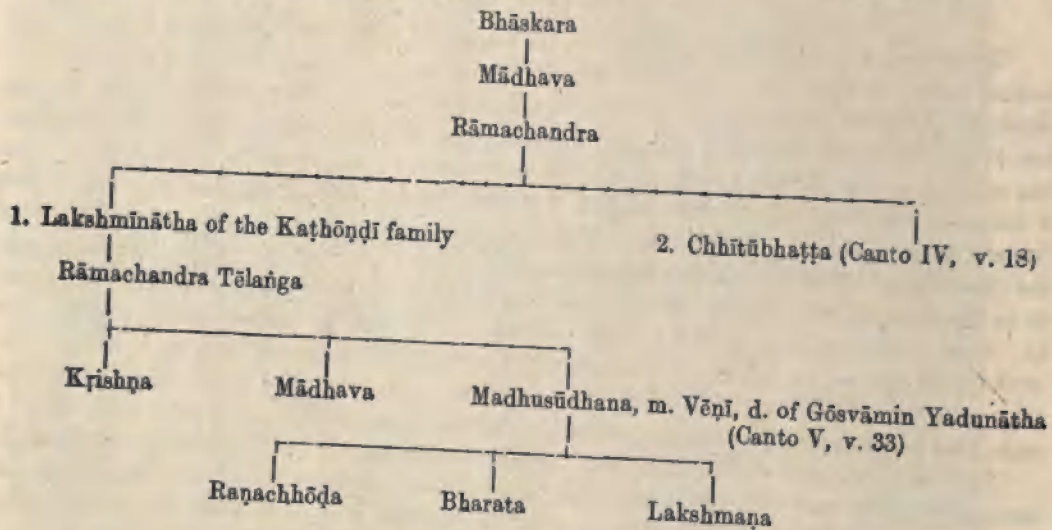 Bhāskara
Mādhava
Rāmachandra
1. Lakshmīnātha of the Kaṭhōṇḍī family
2. Chhītūbhaṭṭa (Canto IV, v. 18)
Rāmachandra Tēlaṅga
Kṛishṇa
Mādhava
Madhusūdhana, m. Vēṇī, d. of Gōsvāmin Yadunātha
(Canto V, v. 33)
Raṇachhōḍa
Bharata
Lakshmaṇa